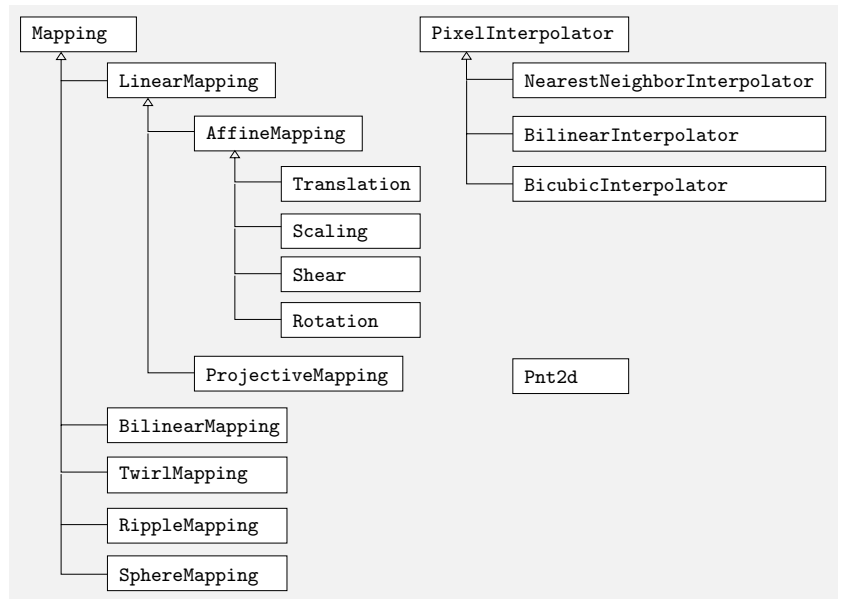 Mapping
PixelInterpolator
LinearMapping
NearestNeighborInterpolator
AffineMapping
BilinearInterpolator
Translation
BicubicInterpolator
Scaling
Shear
Rotation
ProjectiveMapping
Pnt2d
BilinearMapping
TwirlMapping
RippleMapping
SphereMapping